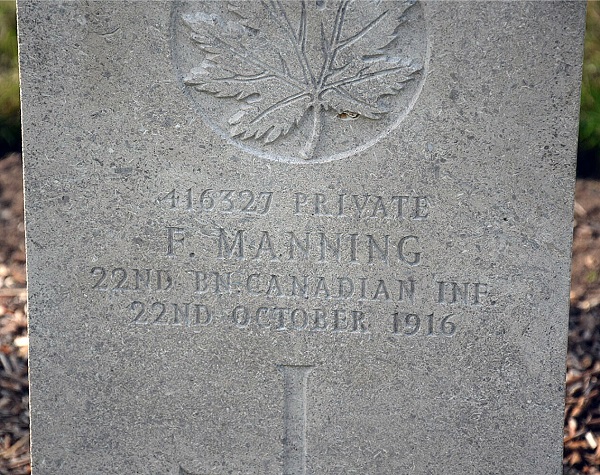 416327 PRIVATE
F. MANNING
22ND BN. CANADIAN INF.
22ND OCTOBER 1916